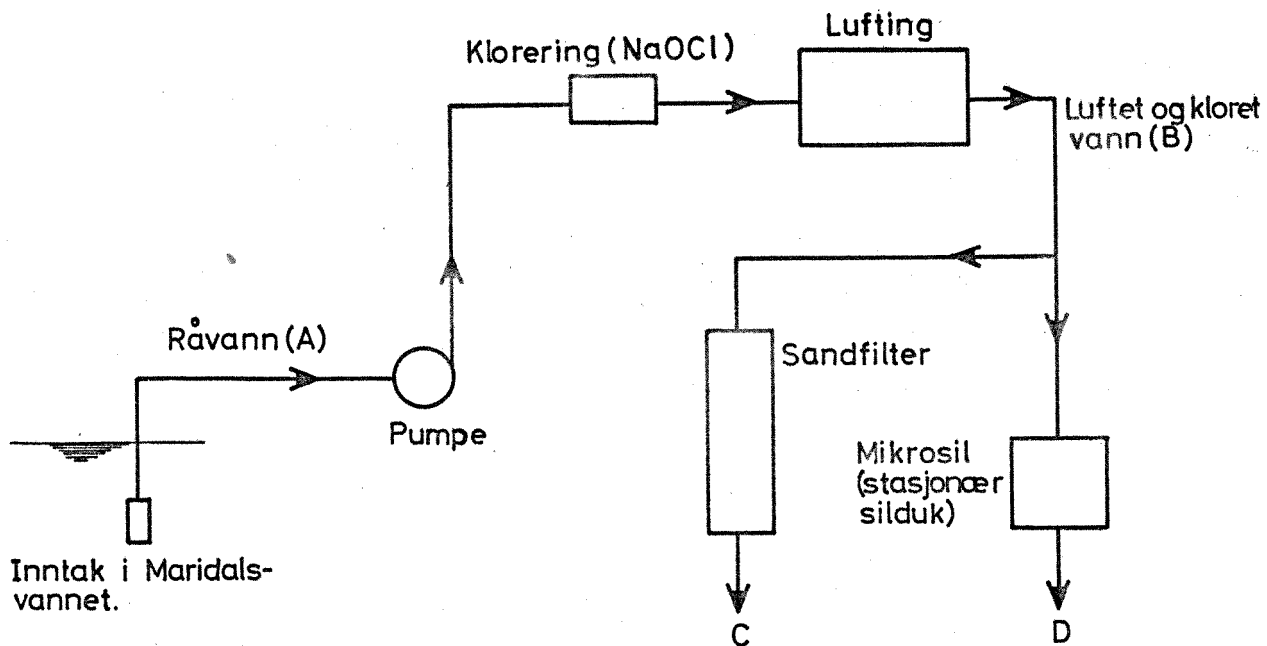 Lufting
Klorering (NaOCl)
Luftet og kloret
vann (B)
Råvann (A)
Sandfilter
Pumpe
Mikrosil
(stasjonær
silduk)
Inntak i Maridals-
vannet.
C
D